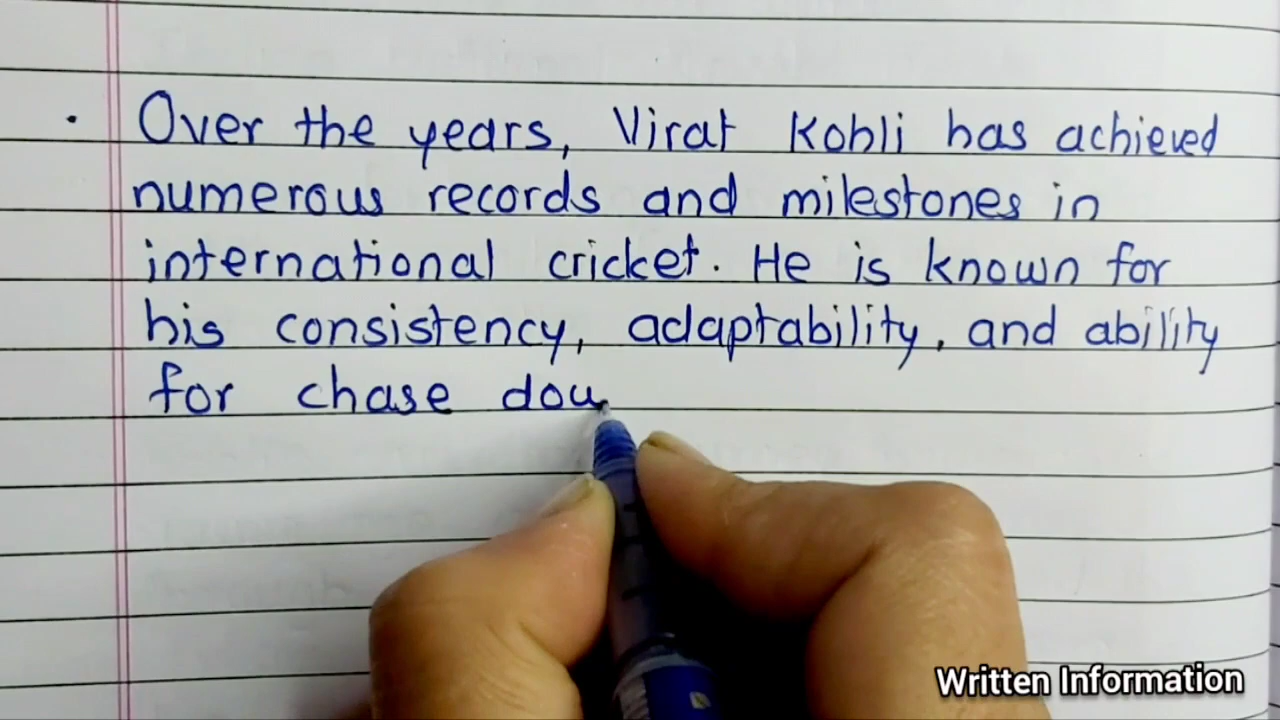 . Over the years, Virat Kohli has achieved
numerous records and milestones in
international cricket. He is known for
his consistency, adaptability, and ability
for chase dou
Written Information